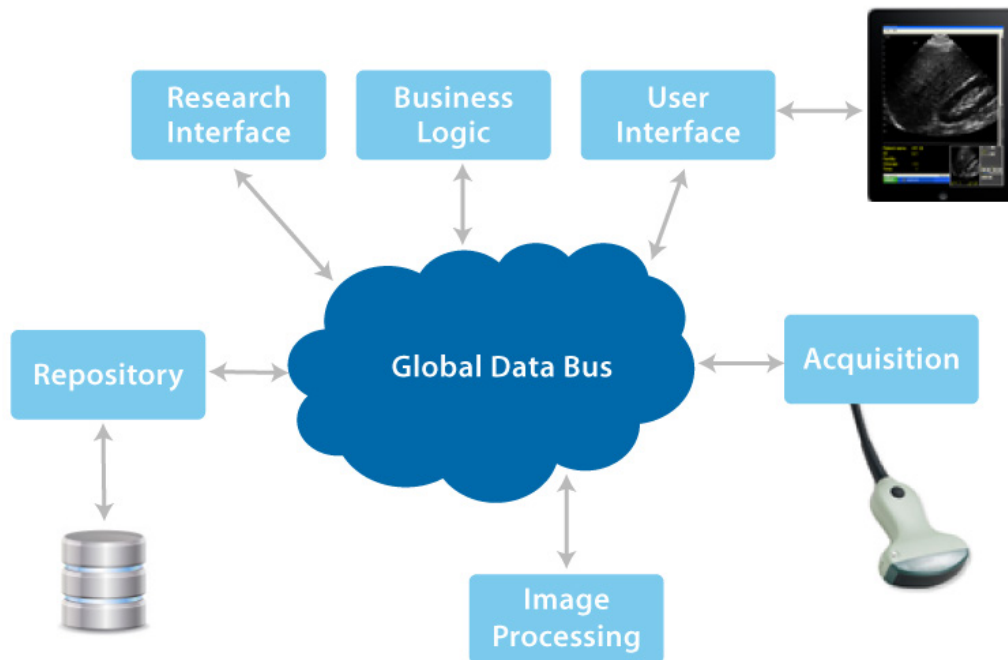 Research
Interface
Business
Logic
User
Interface
Repository
Global Data Bus
Acquisition
Image
Processing